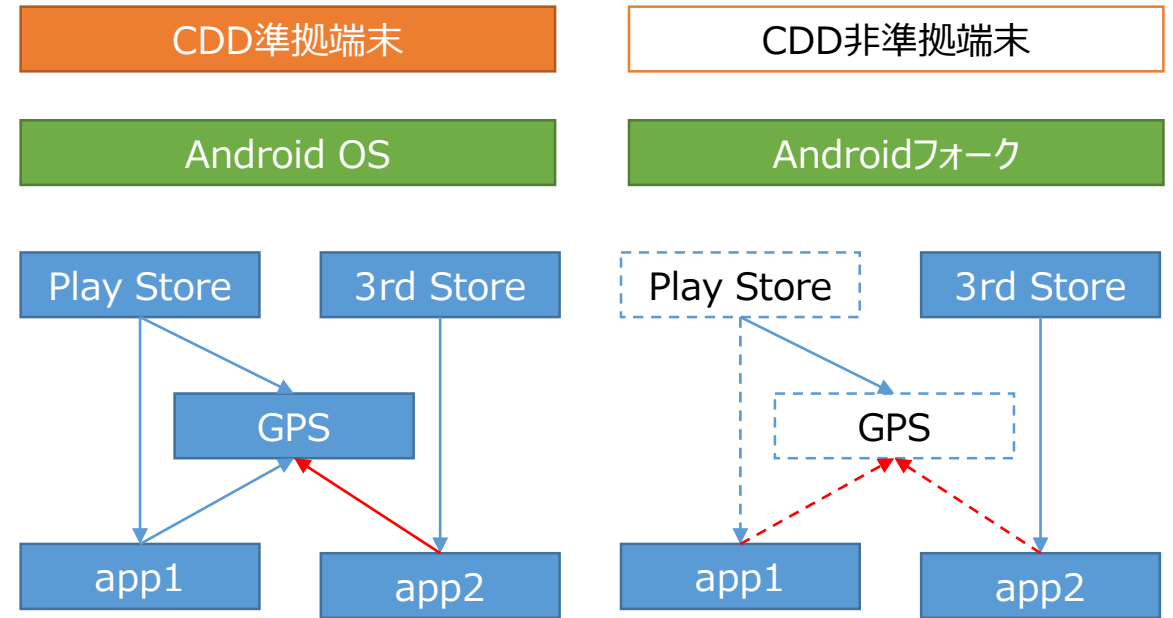 CDD準拠端末
CDD非準拠端末
Android OS
Androidフォーク
Play Store
3rd Store
Play Store
3rd Store
GPS
GPS
app1
app2
app1
app2